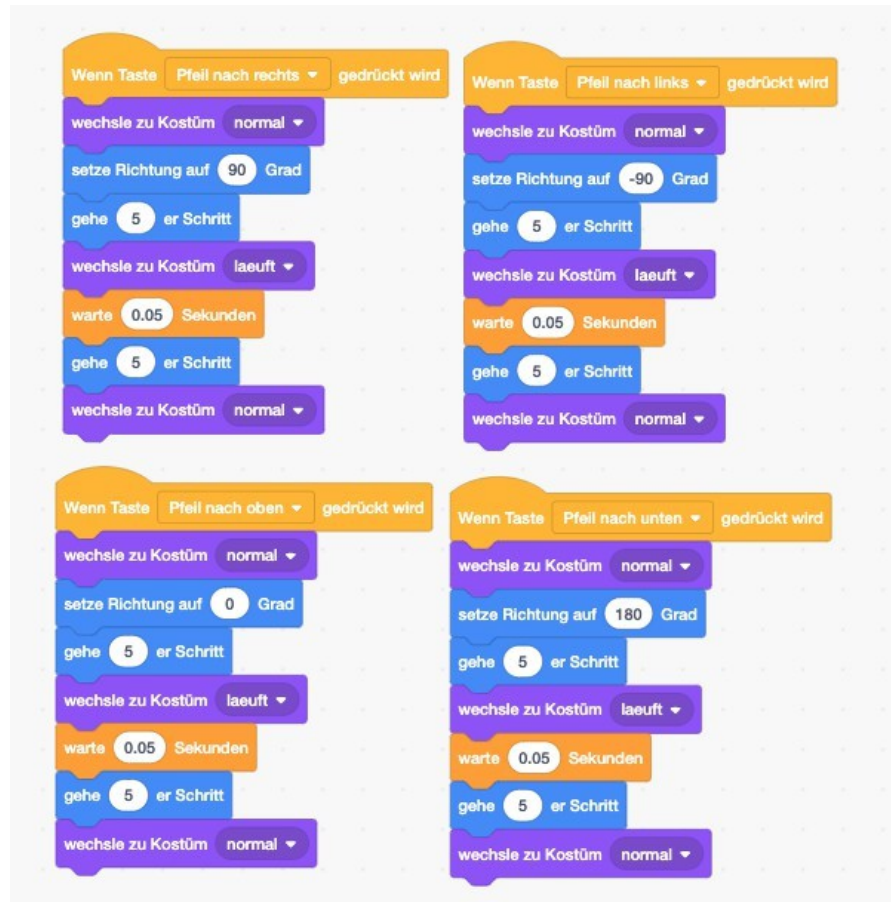 Wenn Taste Pfeil nach rechts gedrückt wird
wechsle zu Kostüm normal
setze Richtung auf 90 Grad
gehe 5 er Schritt
wechsle zu Kostüm laeuft
warte 0.05 Sekunden
gehe 5 er Schritt
wechsle zu Kostüm normal
Wenn Taste Pfeil nach links gedrückt wird
wechsle zu Kostüm normal
setze Richtung auf -90 Grad
gehe 5 er Schritt
wechsle zu Kostüm laeuft
warte 0.05 Sekunden
gehe 5 er Schritt
wechsle zu Kostüm normal
Wenn Taste Pfeil nach oben gedrückt wird
wechsle zu Kostüm normal
setze Richtung auf 0 Grad
gehe 5 er Schritt
wechsle zu Kostüm laeuft
warte 0.05 Sekunden
gehe 5 er Schritt
wechsle zu Kostüm normal
Wenn Taste Pfeil nach unten gedrückt wird
wechsle zu Kostüm normal
setze Richtung auf 180 Grad
gehe 5 er Schritt
wechsle zu Kostüm laeuft
warte 0.05 Sekunden
gehe 5 er Schritt
wechsle zu Kostüm normal